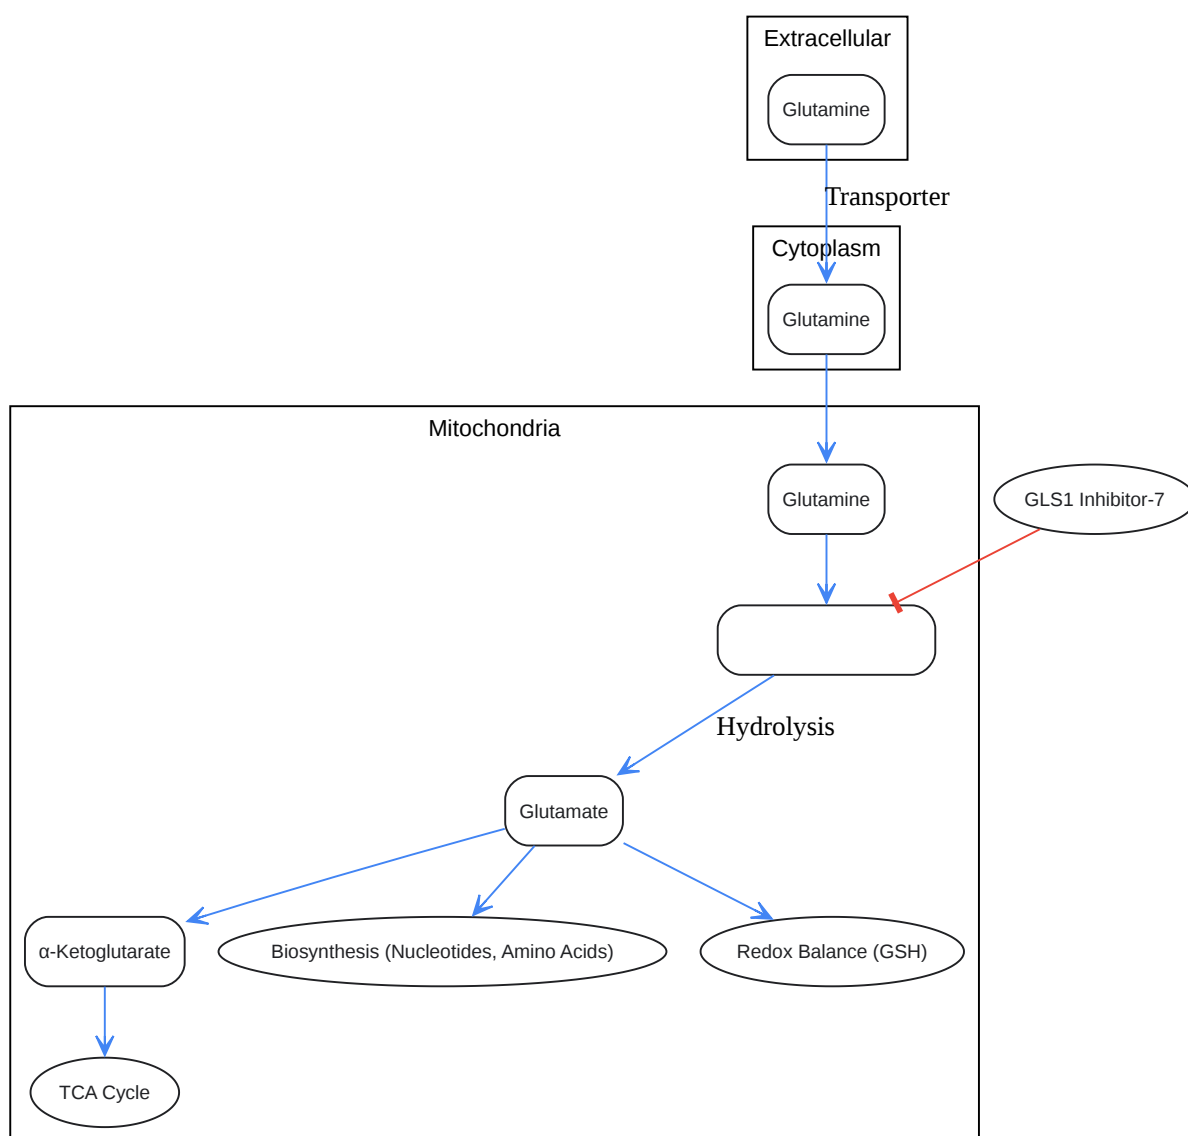 Extracellular
Glutamine
Transporter
Cytoplasm
Glutamine
Mitochondria
Glutamine
GLS1 Inhibitor-7
Hydrolysis
Glutamate
α-Ketoglutarate
Biosynthesis (Nucleotides, Amino Acids)
Redox Balance (GSH)
TCA Cycle